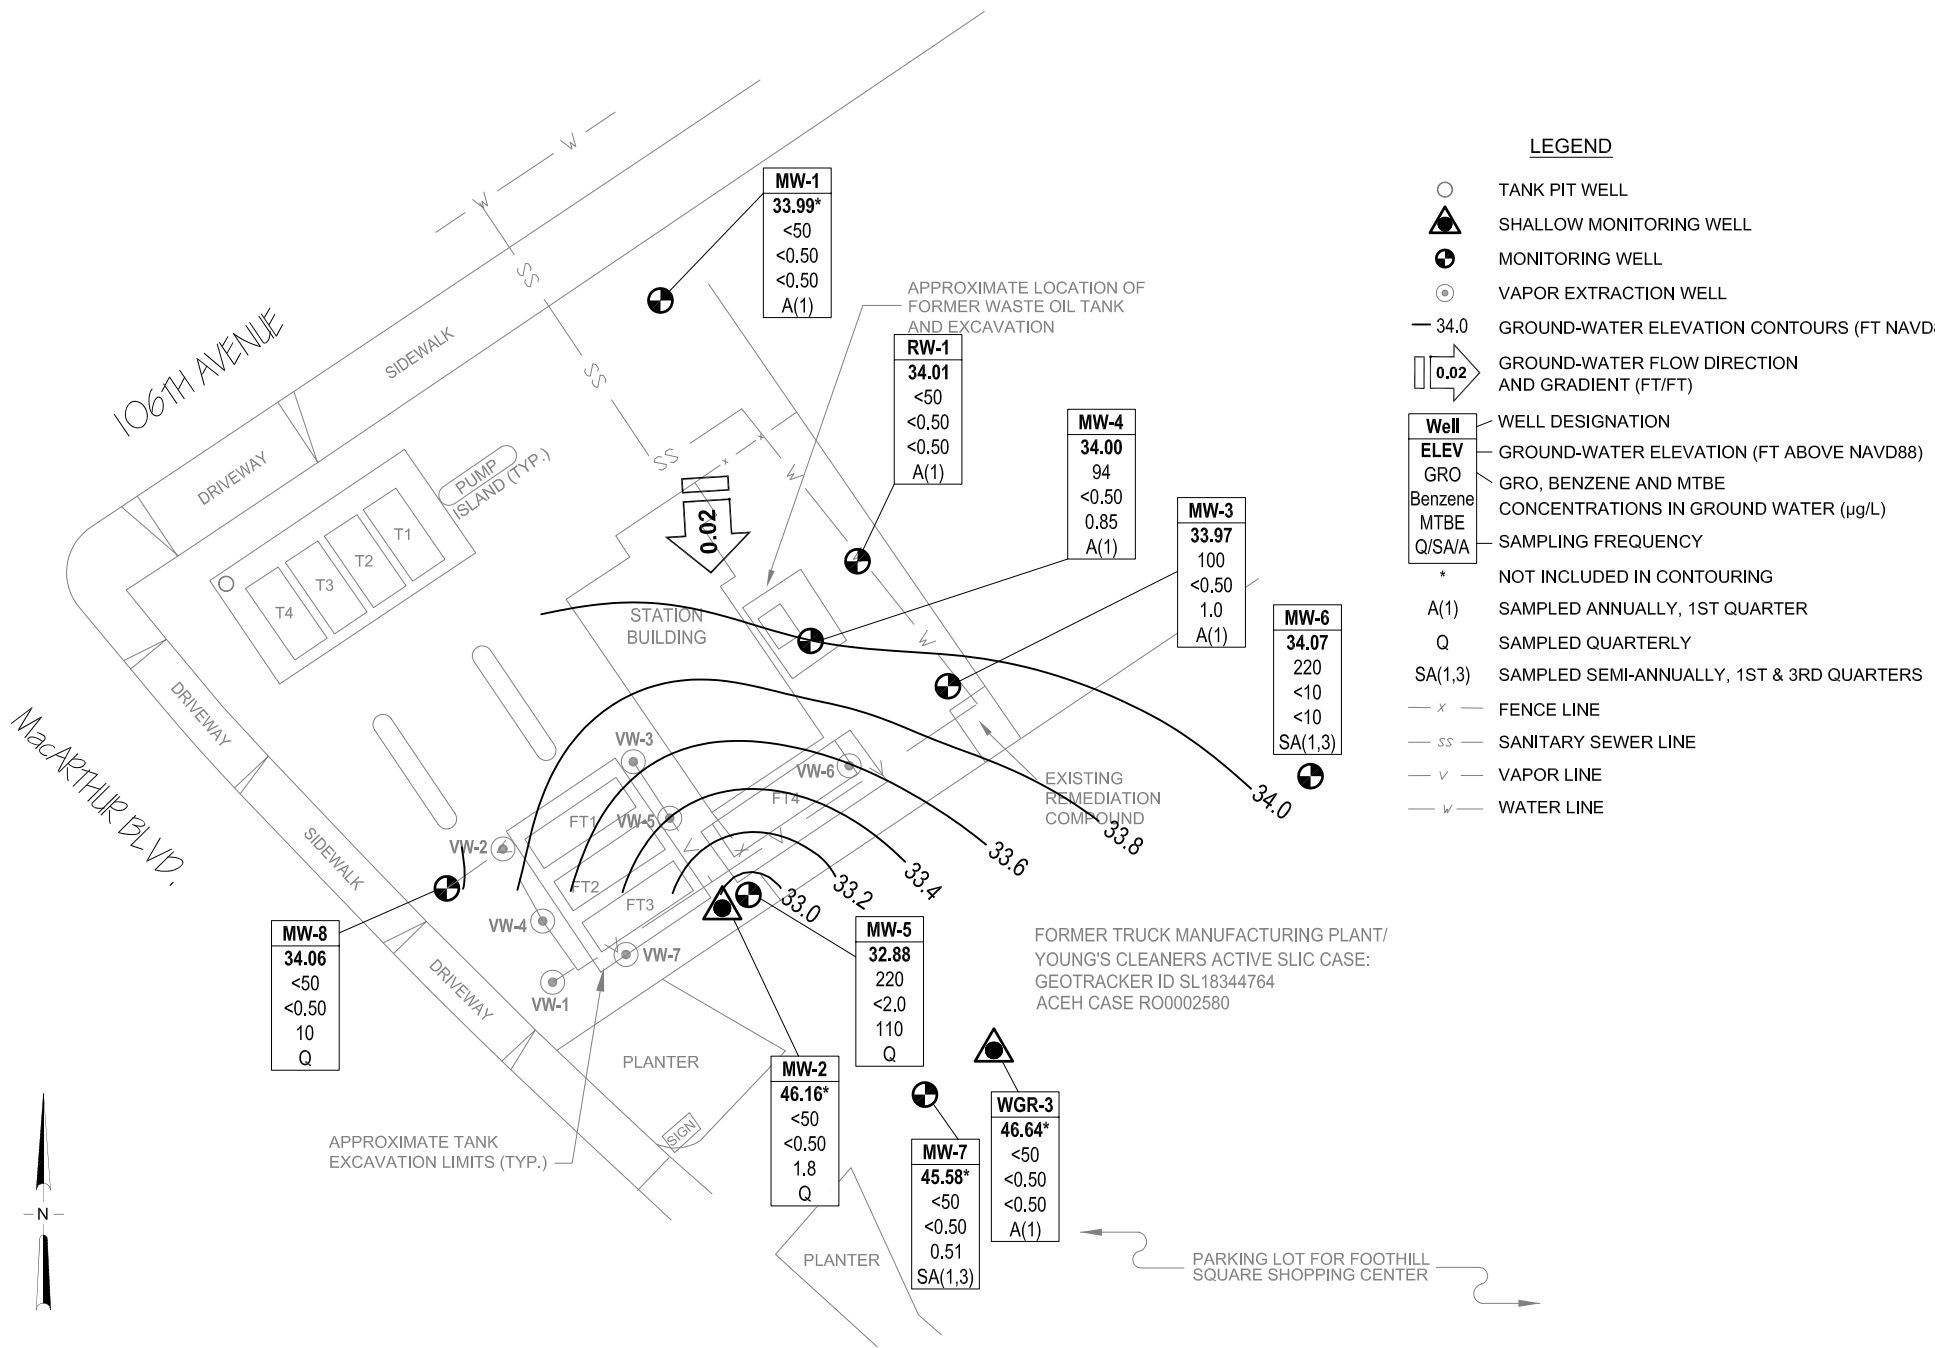 MW-1
33.99*
<50
<0.50
<0.50
A(1)
W
W
SS
SS
SS
106TH AVENUE
SIDEWALK
DRIVEWAY
PUMP
ISLAND (TYP.)
T1
T2
T3
T4
APPROXIMATE LOCATION OF
FORMER WASTE OIL TANK
AND EXCAVATION
RW-1
34.01
<50
<0.50
<0.50
A(1)
x
x
W
W
0.02
MW-4
34.00
94
<0.50
0.85
A(1)
MW-3
33.97
100
<0.50
1.0
A(1)
MW-6
34.07
220
<10
<10
SA(1,3)
STATION
BUILDING
DRIVEWAY
MacARTHUR BLVD.
SIDEWALK
DRIVEWAY
VW-3
VW-6
VW-5
VW-2
VW-4
VW-7
VW-1
FT1
FT2
FT3
FT4
V
V
V
V
V
X
EXISTING
REMEDIATION
COMPOUND
34.0
33.8
33.6
33.4
33.2
33.0
MW-8
34.06
<50
<0.50
10
Q
MW-5
32.88
220
<2.0
110
Q
MW-2
46.16*
<50
<0.50
1.8
Q
FORMER TRUCK MANUFACTURING PLANT/
YOUNG'S CLEANERS ACTIVE SLIC CASE:
GEOTRACKER ID SL18344764
ACEH CASE RO0002580
WGR-3
46.64*
<50
<0.50
<0.50
A(1)
MW-7
45.58*
<50
<0.50
0.51
SA(1,3)
PLANTER
SIGN
PLANTER
APPROXIMATE TANK
EXCAVATION LIMITS (TYP.)
PARKING LOT FOR FOOTHILL
SQUARE SHOPPING CENTER
N
LEGEND
TANK PIT WELL
SHALLOW MONITORING WELL
MONITORING WELL
VAPOR EXTRACTION WELL
34.0 GROUND-WATER ELEVATION CONTOURS (FT NAVD
0.02 GROUND-WATER FLOW DIRECTION
AND GRADIENT (FT/FT)
Well WELL DESIGNATION
ELEV GROUND-WATER ELEVATION (FT ABOVE NAVD88)
GRO GRO, BENZENE AND MTBE
Benzene CONCENTRATIONS IN GROUND WATER (µg/L)
MTBE
Q/SA/A SAMPLING FREQUENCY
* NOT INCLUDED IN CONTOURING
A(1) SAMPLED ANNUALLY, 1ST QUARTER
Q SAMPLED QUARTERLY
SA(1,3) SAMPLED SEMI-ANNUALLY, 1ST & 3RD QUARTERS
X FENCE LINE
SS SANITARY SEWER LINE
V VAPOR LINE
W WATER LINE